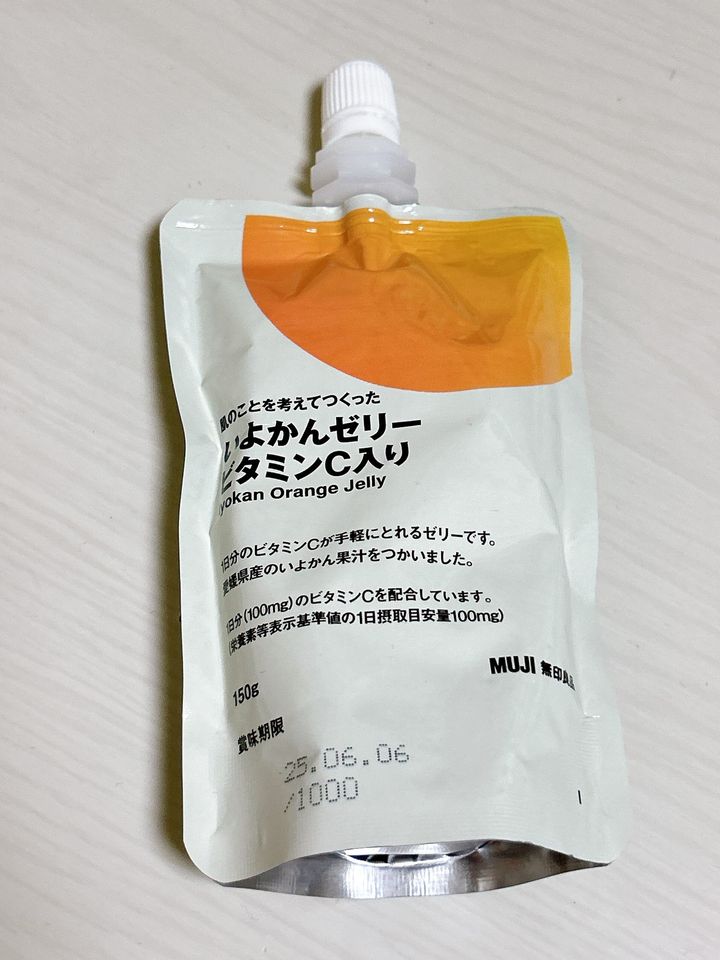 肌のことを考えてつくった
いよかんゼリー
ビタミンC入り
Iyokan Orange Jelly
1日分のビタミンCが手軽にとれるゼリーです。
愛媛県産のいよかん果汁をつかいました。
1日分(100mg)のビタミンCを配合しています。
(栄養素等表示基準値の1日摂取目安量100mg)
MUJI 無印良品
150g
賞味期限
25.06.06
/1000